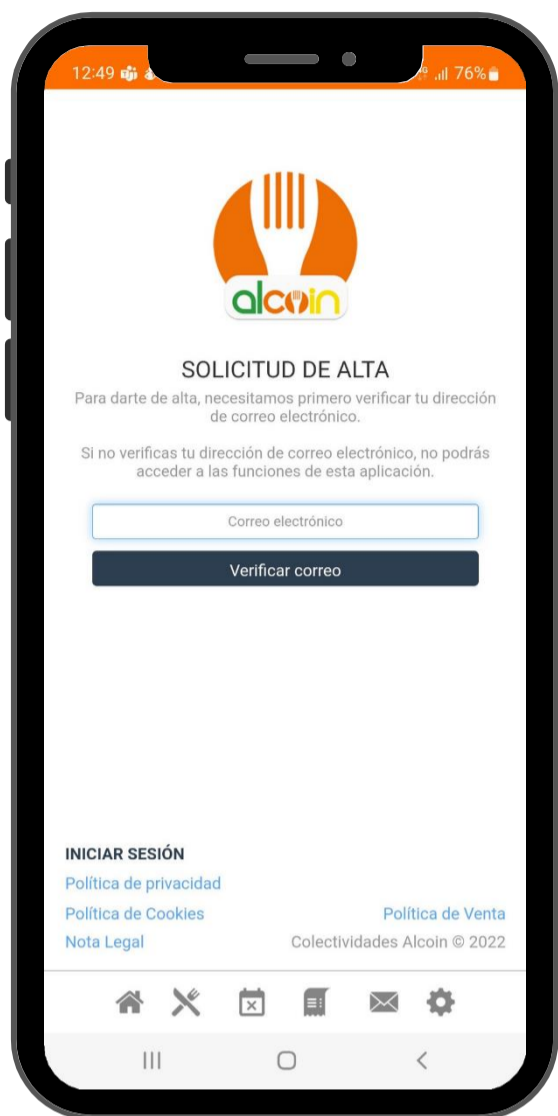 12:49
76%
alcoin
SOLICITUD DE ALTA
Para darte de alta, necesitamos primero verificar tu dirección
de correo electrónico.
Si no verificas tu dirección de correo electrónico, no podrás
acceder a las funciones de esta aplicación.
Correo electrónico
Verificar correo
INICIAR SESIÓN
Política de privacidad
Política de Cookies
Política de Venta
Nota Legal
Colectividades Alcoin © 2022